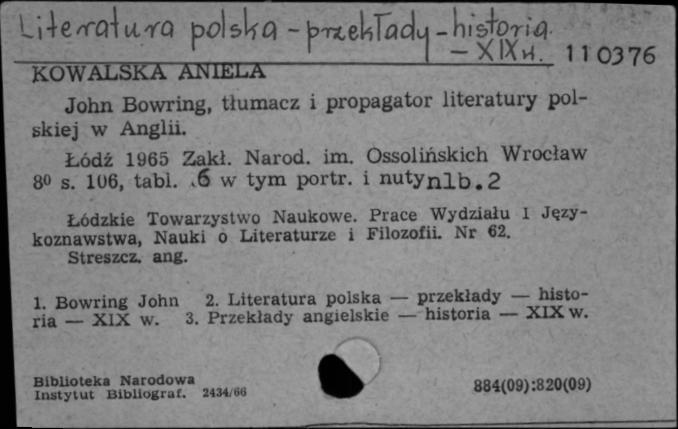 Literatura polska - przekłady - historia
- XIX w. 110376
KOWALSKA ANIELA
John Bowring, tłumacz i propagator literatury pol-
skiej w Anglii.
Łódź 1965 Zakł. Narod. im. Ossolińskich Wrocław
8⁰ s. 106, tabl. 6 w tym portr. i nuty nlb. 2
Łódzkie Towarzystwo Naukowe. Prace Wydziału I Języ-
koznawstwa, Nauki o Literaturze i Filozofii. Nr 62.
Streszcz. ang.
1. Bowring John 2. Literatura polska — przekłady — histo-
ria — XIX w. 3. Przekłady angielskie — historia — XIX w.
Biblioteka Narodowa
Instytut Bibliograf. 2434/66 884(09):820(09)